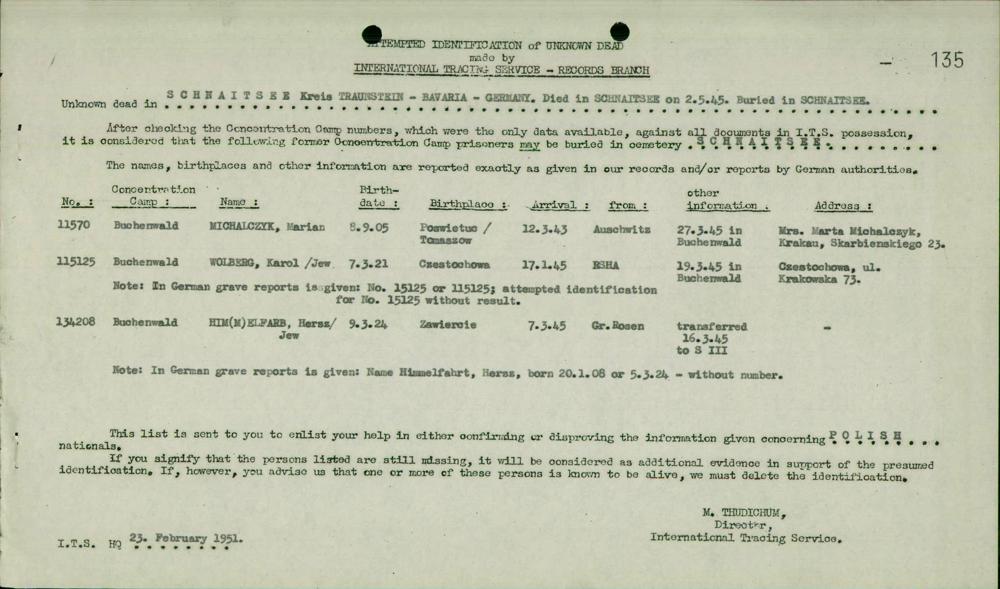 ATTEMPTED IDENTIFICATION of UNKNOWN DEAD
made by
INTERNATIONAL TRACING SERVICE - RECORDS BRANCH
- 135
Unknown dead in S C H N A I T S E E Kreis TRAUNSTEIN - BAVARIA - GERMANY. Died in SCHNAITSEE on 2.5.45. Buried in SCHNAITSEE.
After checking the Concentration Camp numbers, which were the only data available, against all documents in I.T.S. possession,
it is considered that the following former Concentration Camp prisoners may be buried in cemetery . S C H N A I T S E E.
The names, birthplaces and other information are reported exactly as given in our records and/or reports by German authorities.
No. : Concentration Camp : Name : Birth-date : Birthplace : Arrival : from : other information . Address :
11570 Buchenwald MICHALCZYK, Marian 8.9.05 Poswietuc / 12.3.43 Auschwitz 27.3.45 in Mrs. Marta Michalozyk,
Tomaszow Buchenwald Krakau, Skarbienskiego 23.
115125 Buchenwald WOLBERG, Karol /Jew 7.3.21 Czestochowa 17.1.45 RSHA 19.3.45 in Czestochowa, ul.
Buchenwald Krakowska 73.
Note: In German grave reports is given: No. 15125 or 115125; attempted identification
for No. 15125 without result.
134208 Buchenwald HIM(M)ELFARB, Hersz/ 9.3.24 Zawiercie 7.3.45 Gr.Rosen transferred -
Jew 16.3.45
to S III
Note: In German grave reports is given: Name Himmelfahrt, Hersz, born 20.1.08 or 5.3.24 - without number.
This list is sent to you to enlist your help in either confirming or disproving the information given concerning P O L I S H . . .
nationals.
If you signify that the persons listed are still missing, it will be considered as additional evidence in support of the presumed
identification. If, however, you advise us that one or more of these persons is known to be alive, we must delete the identification.
M. THUDICHUM,
Director,
International Tracing Service.
I.T.S. HQ 23. February 1951.